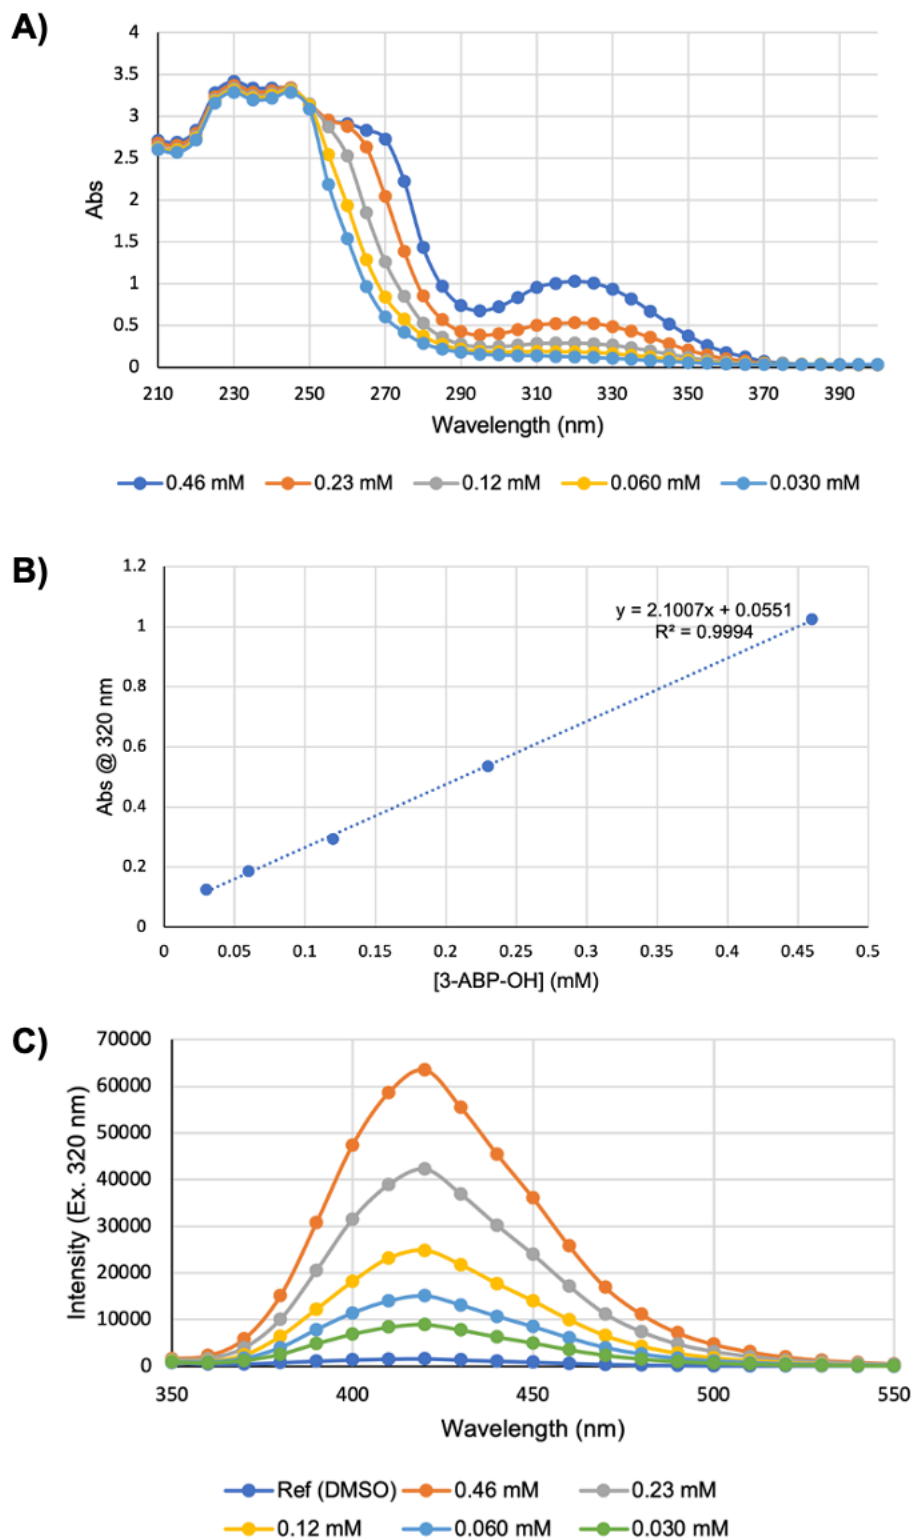 A)
4
3.5
3
2.5
2
1.5
1
0.5
0
Abs
210 230 250 270 290 310 330 350 370 390
Wavelength (nm)
0.46 mM 0.23 mM 0.12 mM 0.060 mM 0.030 mM
B)
1.2
1
0.8
0.6
0.4
0.2
0
Abs @ 320 nm
y = 2.1007x + 0.0551
R² = 0.9994
0 0.05 0.1 0.15 0.2 0.25 0.3 0.35 0.4 0.45 0.5
[3-ABP-OH] (mM)
C)
70000
60000
50000
40000
30000
20000
10000
0
Intensity (Ex. 320 nm)
350 400 450 500 550
Wavelength (nm)
Ref (DMSO) 0.46 mM 0.23 mM
0.12 mM 0.060 mM 0.030 mM